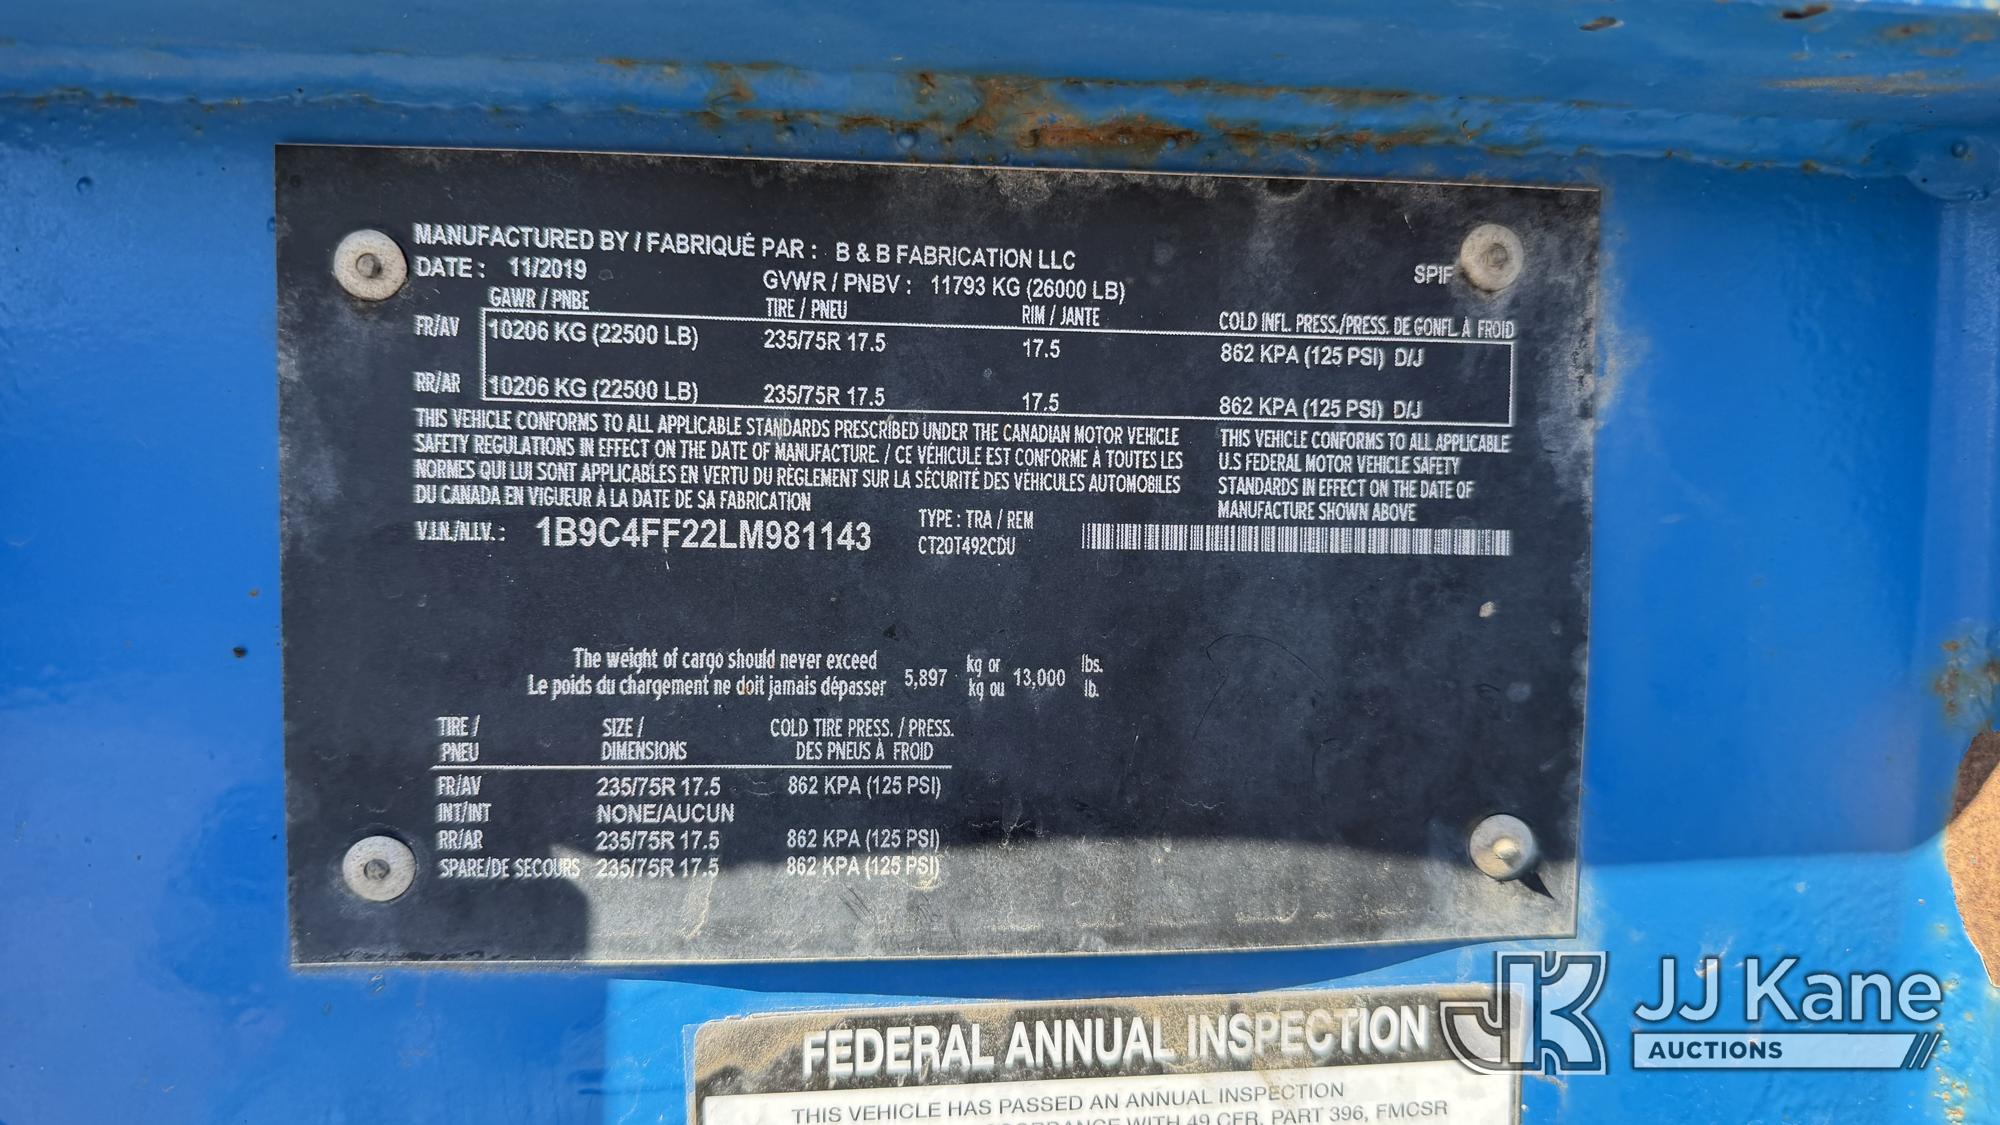 MANUFACTURED BY / FABRIQUÉ PAR : B & B FABRICATION LLC
DATE : 11/2019 GVWR / PNBV : 11793 KG (26000 LB) SPIF
GAWR / PNBE TIRE / PNEU RIM / JANTE COLD INFL. PRESS./PRESS. DE GONFL. À FROID
FR/AV 10206 KG (22500 LB) 235/75R 17.5 17.5 862 KPA (125 PSI) D/J
RR/AR 10206 KG (22500 LB) 235/75R 17.5 17.5 862 KPA (125 PSI) D/J
THIS VEHICLE CONFORMS TO ALL APPLICABLE STANDARDS PRESCRIBED UNDER THE CANADIAN MOTOR VEHICLE
SAFETY REGULATIONS IN EFFECT ON THE DATE OF MANUFACTURE. / CE VÉHICULE EST CONFORME À TOUTES LES
NORMES QUI LUI SONT APPLICABLES EN VERTU DU RÈGLEMENT SUR LA SÉCURITÉ DES VÉHICULES AUTOMOBILES
DU CANADA EN VIGUEUR À LA DATE DE SA FABRICATION
THIS VEHICLE CONFORMS TO ALL APPLICABLE
U.S FEDERAL MOTOR VEHICLE SAFETY
STANDARDS IN EFFECT ON THE DATE OF
MANUFACTURE SHOWN ABOVE
V.I.N./N.I.V. : 1B9C4FF22LM981143 TYPE : TRA / REM
CT20T492CDU
The weight of cargo should never exceed 5,897 kg or 13,000 lbs.
Le poids du chargement ne doit jamais dépasser kg ou lb.
TIRE / SIZE / COLD TIRE PRESS. / PRESS.
PNEU DIMENSIONS DES PNEUS À FROID
FR/AV 235/75R 17.5 862 KPA (125 PSI)
INT/INT NONE/AUCUN
RR/AR 235/75R 17.5 862 KPA (125 PSI)
SPARE/DE SECOURS 235/75R 17.5 862 KPA (125 PSI)
FEDERAL ANNUAL INSPECTION
THIS VEHICLE HAS PASSED AN ANNUAL INSPECTION
WITH 49 CFR, PART 396, FMCSR
JK JJ Kane
AUCTIONS